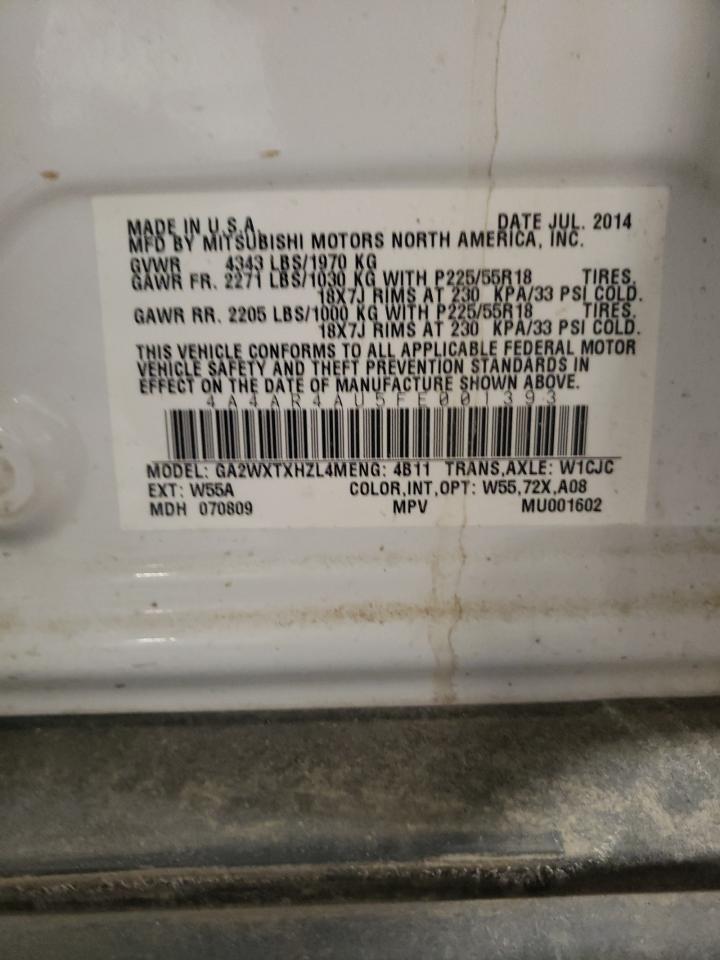 MADE IN U.S.A. DATE JUL. 2014
MFD BY MITSUBISHI MOTORS NORTH AMERICA, INC.
GVWR 4343 LBS/1970 KG
GAWR FR. 2271 LBS/1030 KG WITH P225/55R18 TIRES,
18X7J RIMS AT 230 KPA/33 PSI COLD.
GAWR RR. 2205 LBS/1000 KG WITH P225/55R18 TIRES,
18X7J RIMS AT 230 KPA/33 PSI COLD.
THIS VEHICLE CONFORMS TO ALL APPLICABLE FEDERAL MOTOR
VEHICLE SAFETY AND THEFT PREVENTION STANDARDS IN
EFFECT ON THE DATE OF MANUFACTURE SHOWN ABOVE.
4A4AR4AU5FE001393
MODEL: GA2WXTXHZL4MENG: 4B11 TRANS,AXLE: W1CJC
EXT: W55A COLOR,INT,OPT: W55,72X,A08
MDH 070809 MPV MU001602